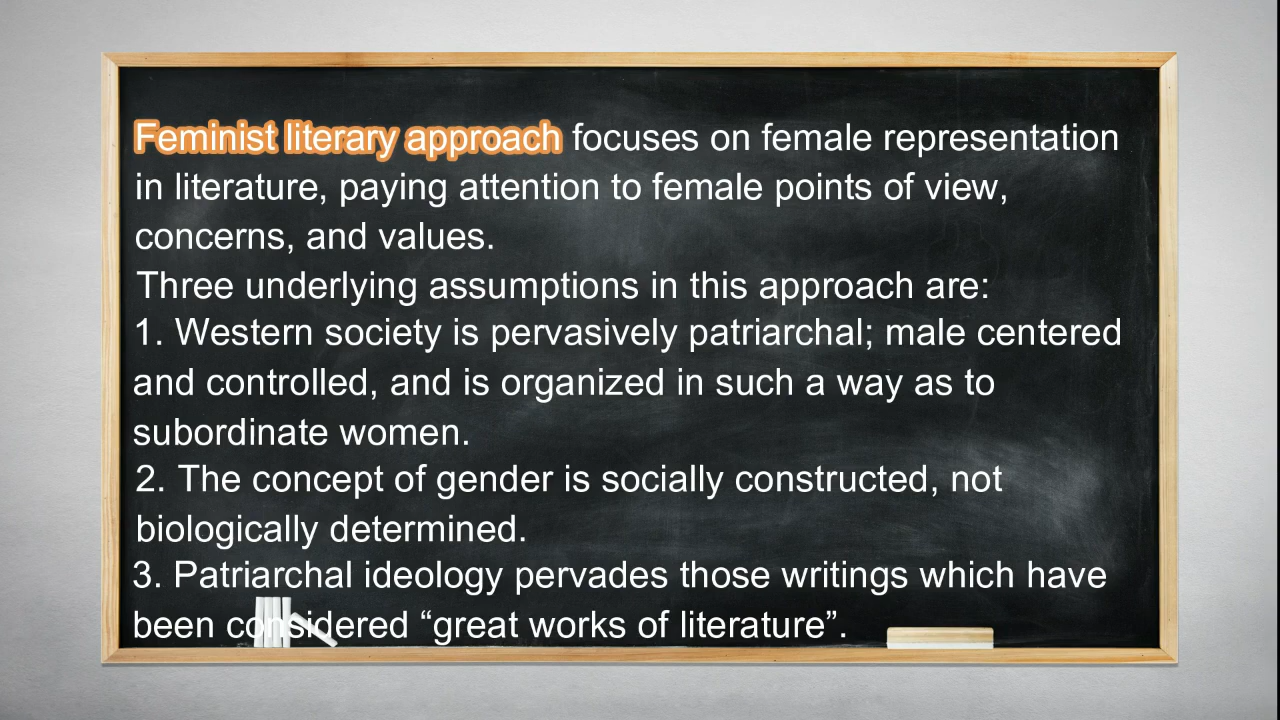 Feminist literary approach focuses on female representation
in literature, paying attention to female points of view,
concerns, and values.
Three underlying assumptions in this approach are:
1. Western society is pervasively patriarchal; male centered
and controlled, and is organized in such a way as to
subordinate women.
2. The concept of gender is socially constructed, not
biologically determined.
3. Patriarchal ideology pervades those writings which have
been considered “great works of literature”.